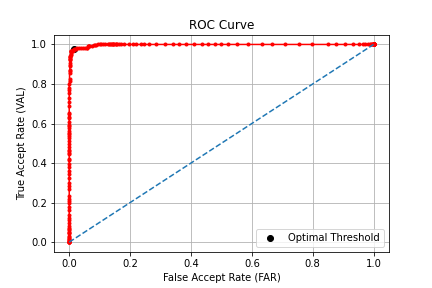 ROC Curve
True Accept Rate (VAL)
1.0
0.8
0.6
0.4
0.2
0.0
Optimal Threshold
0.0 0.2 0.4 0.6 0.8 1.0
False Accept Rate (FAR)